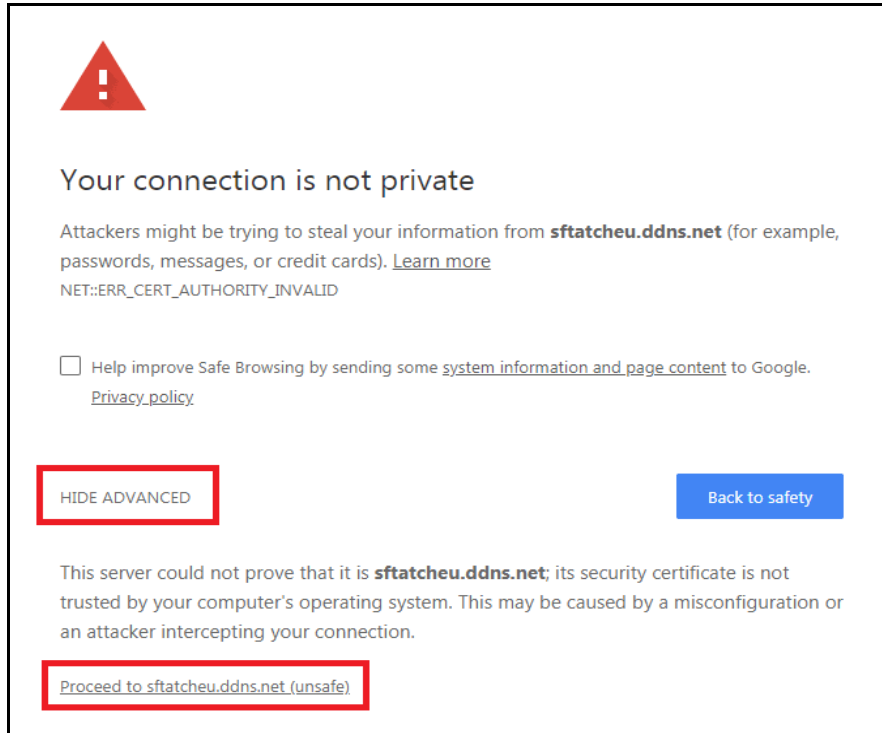 Your connection is not private
Attackers might be trying to steal your information from sftatcheu.ddns.net (for example,
passwords, messages, or credit cards). Learn more
NET::ERR_CERT_AUTHORITY_INVALID
Help improve Safe Browsing by sending some system information and page content to Google.
Privacy policy
HIDE ADVANCED
Back to safety
This server could not prove that it is sftatcheu.ddns.net; its security certificate is not
trusted by your computer's operating system. This may be caused by a misconfiguration or
an attacker intercepting your connection.
Proceed to sftatcheu.ddns.net (unsafe)